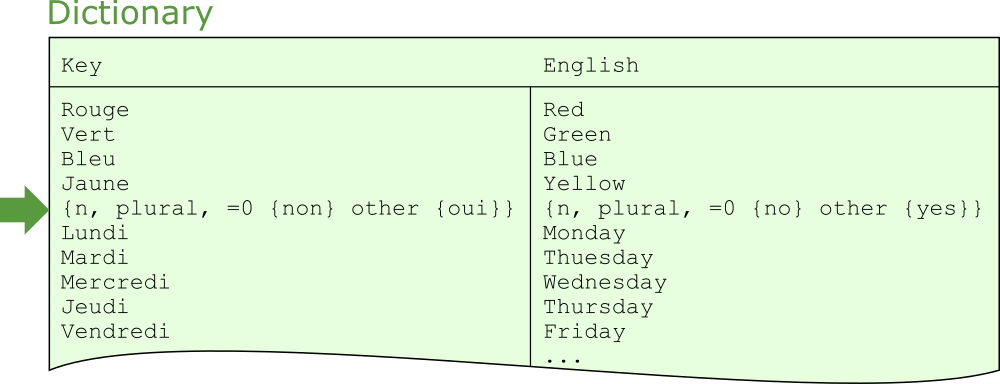 Dictionary
Key English
Rouge Red
Vert Green
Bleu Blue
Jaune Yellow
{n, plural, =0 {non} other {oui}} {n, plural, =0 {no} other {yes}}
Lundi Monday
Mardi Thuesday
Mercredi Wednesday
Jeudi Thursday
Vendredi Friday
...